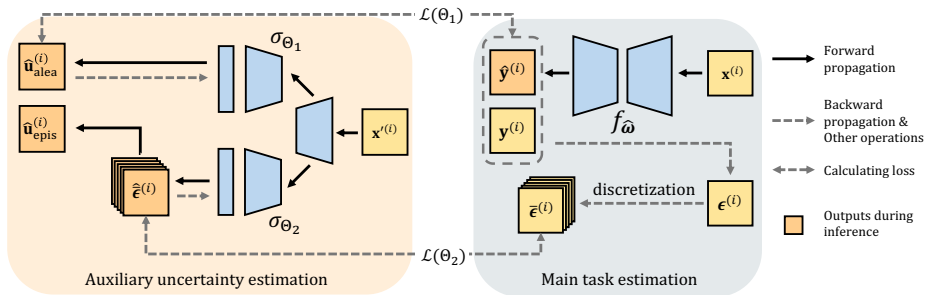 ℒ(Θ₁)
û⁽ⁱ⁾alea
σΘ₁
ŷ⁽ⁱ⁾
x⁽ⁱ⁾
Forward
propagation
û⁽ⁱ⁾epis
x′⁽ⁱ⁾
y⁽ⁱ⁾
f ω̂
Backward
propagation &
Other operations
ϵ̄̂⁽ⁱ⁾
σΘ₂
ϵ̄⁽ⁱ⁾
discretization
ϵ⁽ⁱ⁾
Calculating loss
Outputs during
inference
ℒ(Θ₂)
Auxiliary uncertainty estimation
Main task estimation